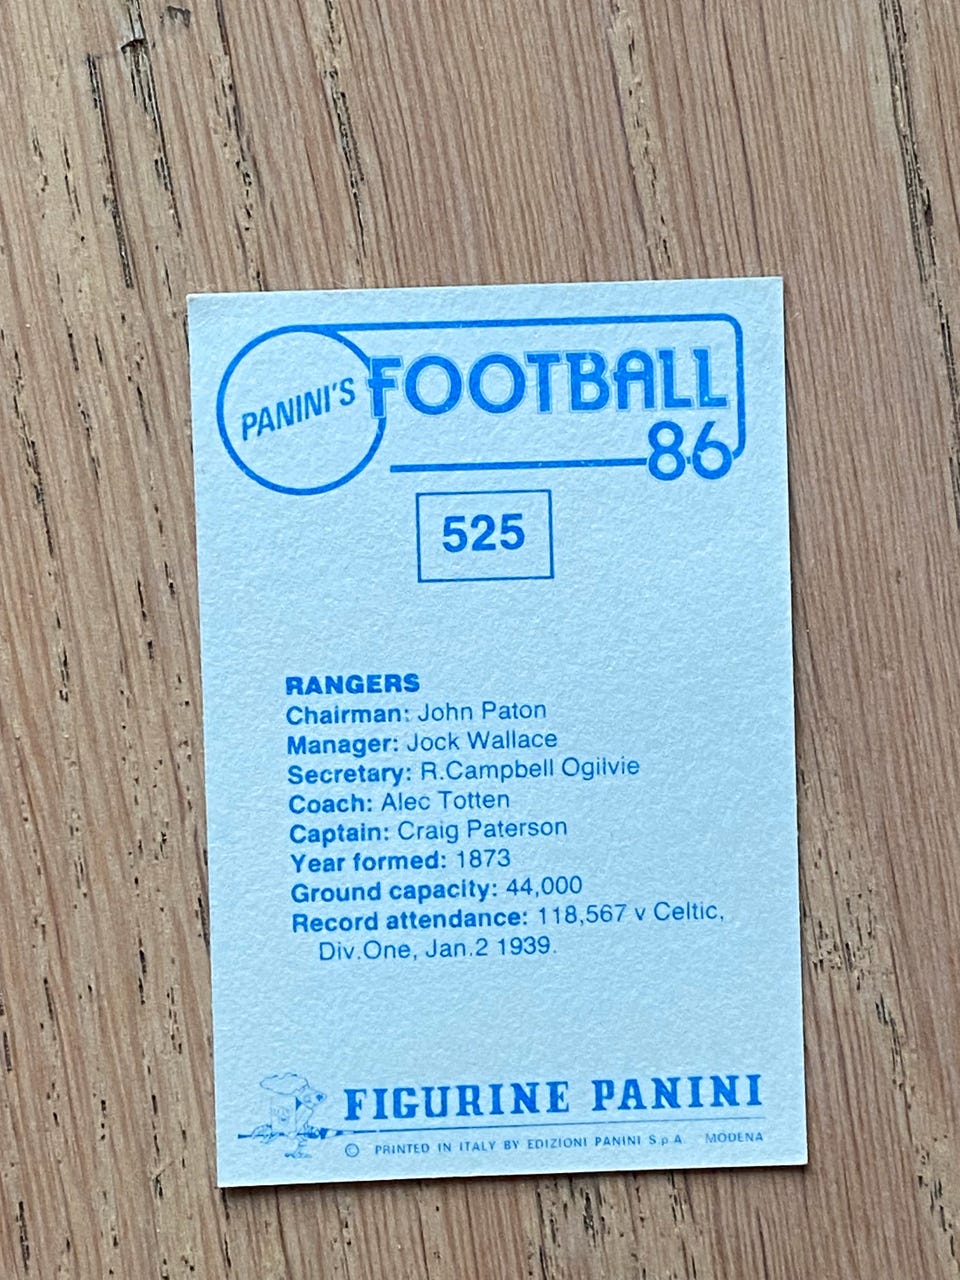 PANINI'S FOOTBALL
86
525
RANGERS
Chairman: John Paton
Manager: Jock Wallace
Secretary: R.Campbell Ogilvie
Coach: Alec Totten
Captain: Craig Paterson
Year formed: 1873
Ground capacity: 44,000
Record attendance: 118,567 v Celtic,
Div.One, Jan.2 1939.
FIGURINE PANINI
© PRINTED IN ITALY BY EDIZIONI PANINI S.p.A. MODENA